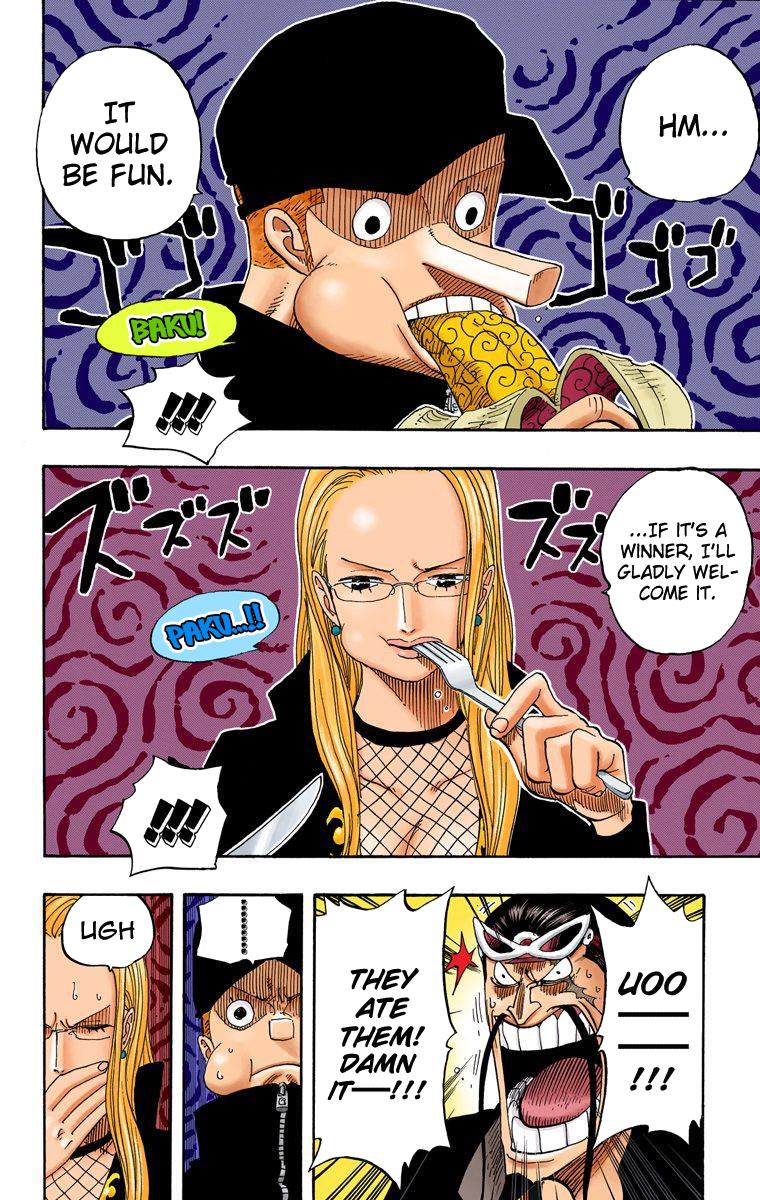 HM...
IT
WOULD
BE FUN.
ゴゴゴ
ゴゴ
BAKU!
!!!
...IF IT'S A
WINNER, I'LL
GLADLY WEL-
COME IT.
ズズ
ズズズ
PAKU...!!
!!!
UOO
———
!!!
THEY
ATE
THEM!
DAMN
IT—!!!
..........
UGH